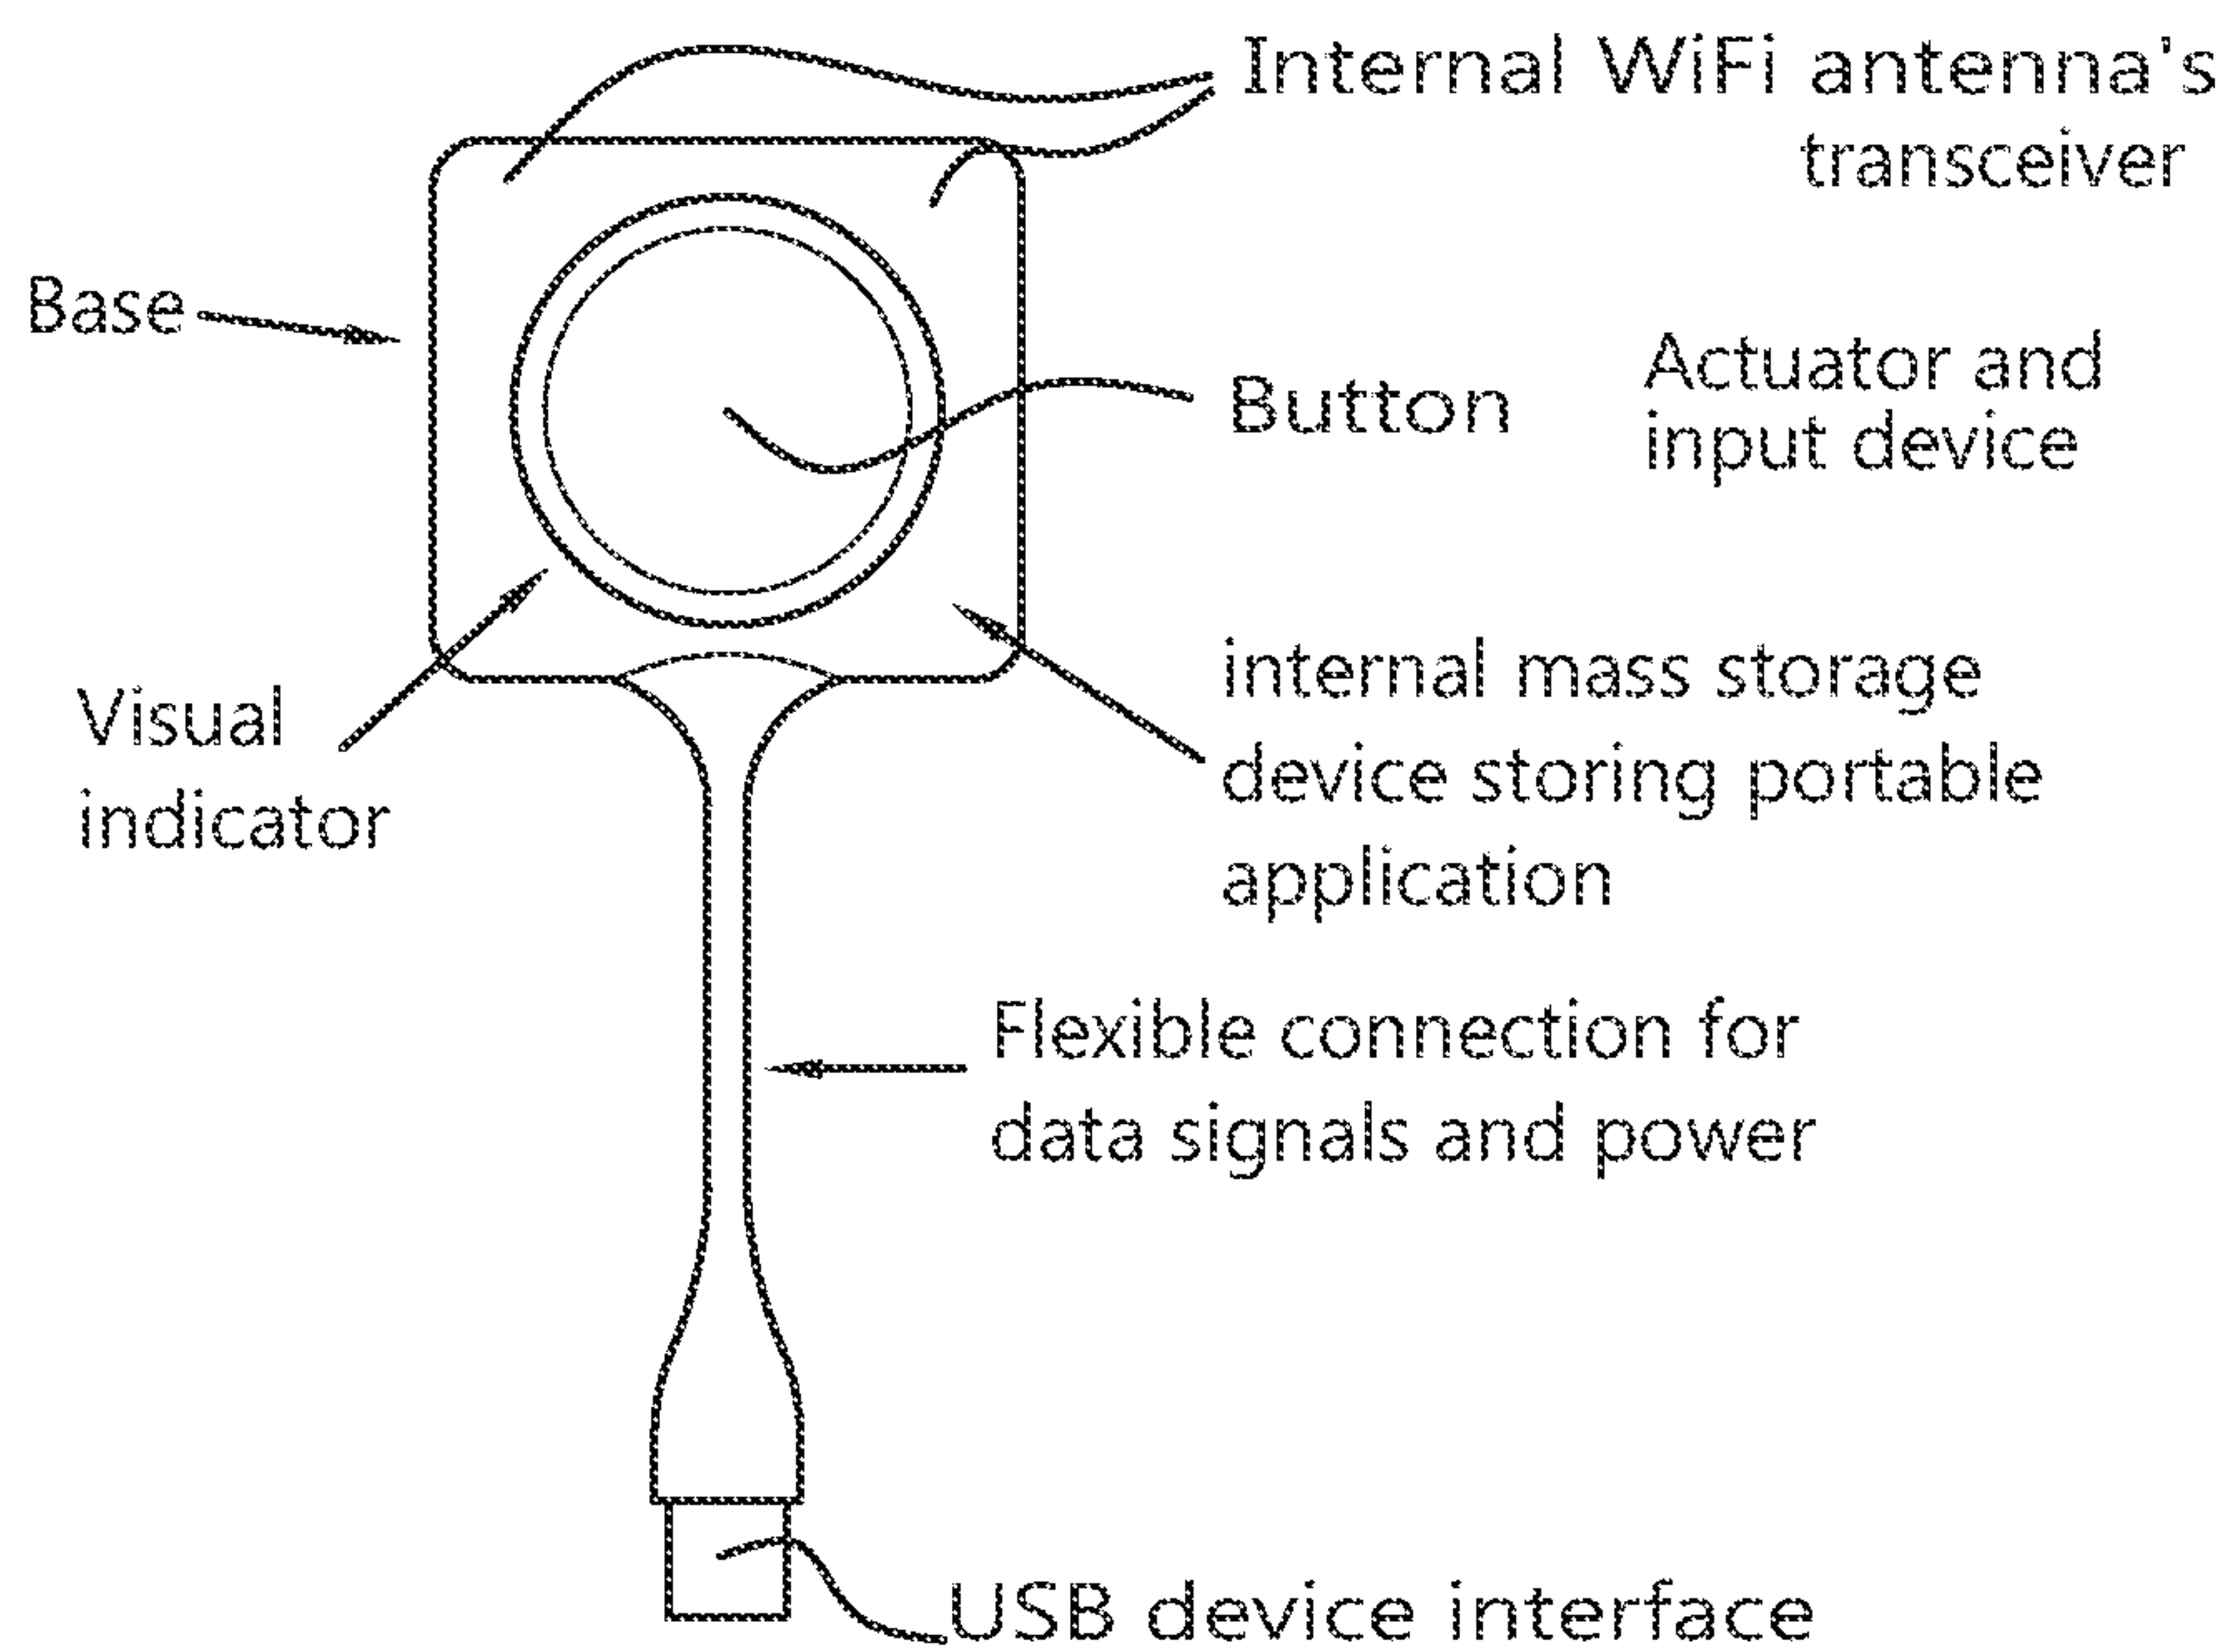 Internal WiFi antenna's
transceiver
Base
Button
Actuator and
input device
Visual
indicator
internal mass storage
device storing portable
application
Flexible connection for
data signals and power
USB device interface